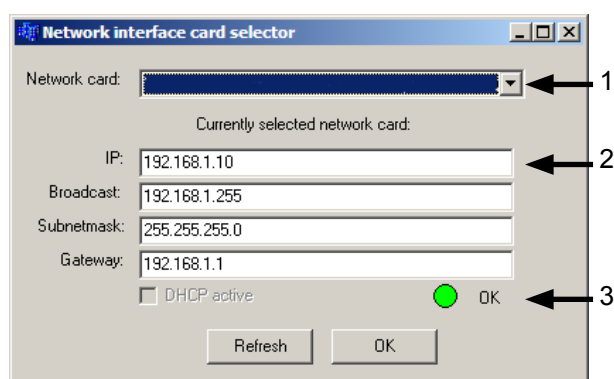 Network interface card selector
Network card: 1
Currently selected network card:
IP: 192.168.1.10 2
Broadcast: 192.168.1.255
Subnetmask: 255.255.255.0
Gateway: 192.168.1.1
DHCP active OK 3
Refresh OK